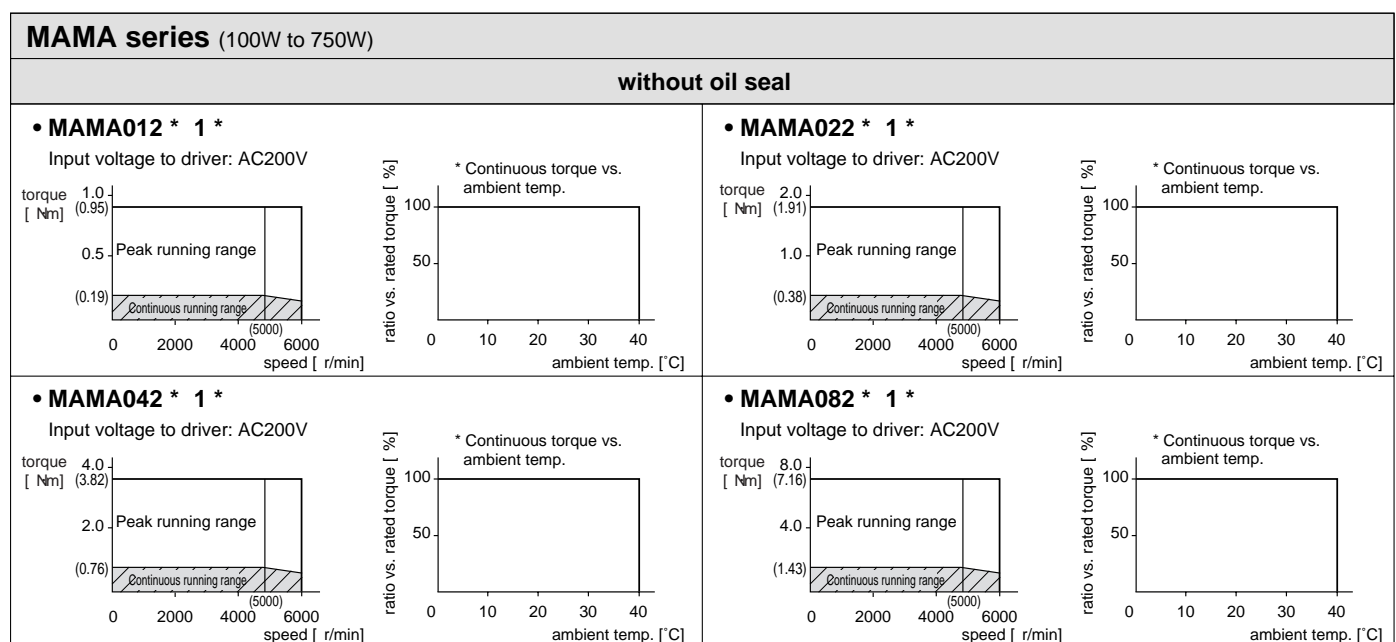 MAMA series (100W to 750W)
without oil seal
• MAMA012 * 1 *
Input voltage to driver: AC200V
torque
[ Nm]
1.0
(0.95)
0.5
(0.19)
Peak running range
Continuous running range
(5000)
0 2000 4000 6000
speed [ r/min]
ratio vs. rated torque [ %]
* Continuous torque vs.
ambient temp.
100
50
0 10 20 30 40
ambient temp. [˚C]
• MAMA022 * 1 *
Input voltage to driver: AC200V
torque
[ Nm]
2.0
(1.91)
1.0
(0.38)
Peak running range
Continuous running range
(5000)
0 2000 4000 6000
speed [ r/min]
ratio vs. rated torque [ %]
* Continuous torque vs.
ambient temp.
100
50
0 10 20 30 40
ambient temp. [˚C]
• MAMA042 * 1 *
Input voltage to driver: AC200V
torque
[ Nm]
4.0
(3.82)
2.0
(0.76)
Peak running range
Continuous running range
(5000)
0 2000 4000 6000
speed [ r/min]
ratio vs. rated torque [ %]
* Continuous torque vs.
ambient temp.
100
50
0 10 20 30 40
ambient temp. [˚C]
• MAMA082 * 1 *
Input voltage to driver: AC200V
torque
[ Nm]
8.0
(7.16)
4.0
(1.43)
Peak running range
Continuous running range
(5000)
0 2000 4000 6000
speed [ r/min]
ratio vs. rated torque [ %]
* Continuous torque vs.
ambient temp.
100
50
0 10 20 30 40
ambient temp. [˚C]